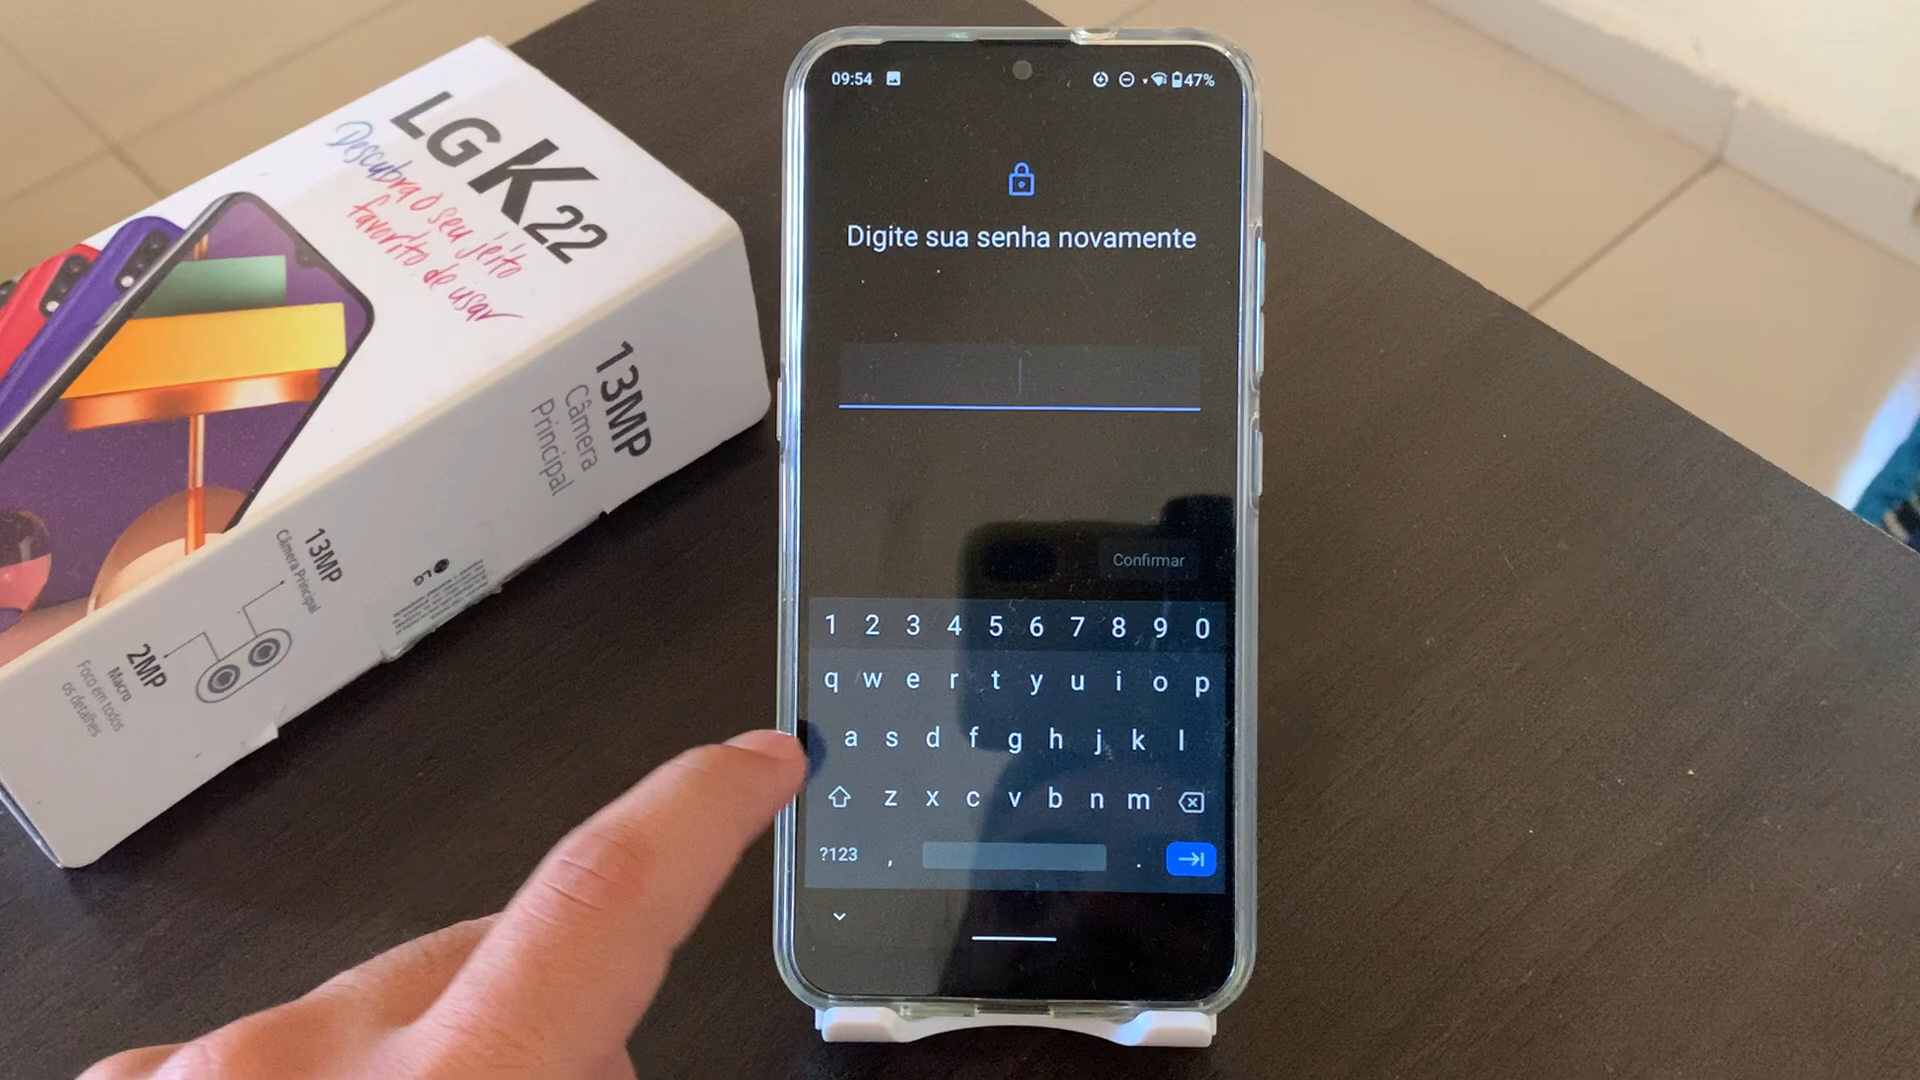 LG K22
Descubra o seu jeito
favorito de usar
13MP
Câmera
Principal
13MP
Câmera Principal
2MP
Macro
Foco em todos
os detalhes
LG
09:54
47%
Digite sua senha novamente
Confirmar
1 2 3 4 5 6 7 8 9 0
q w e r t y u i o p
a s d f g h j k l
z x c v b n m
?123 , .